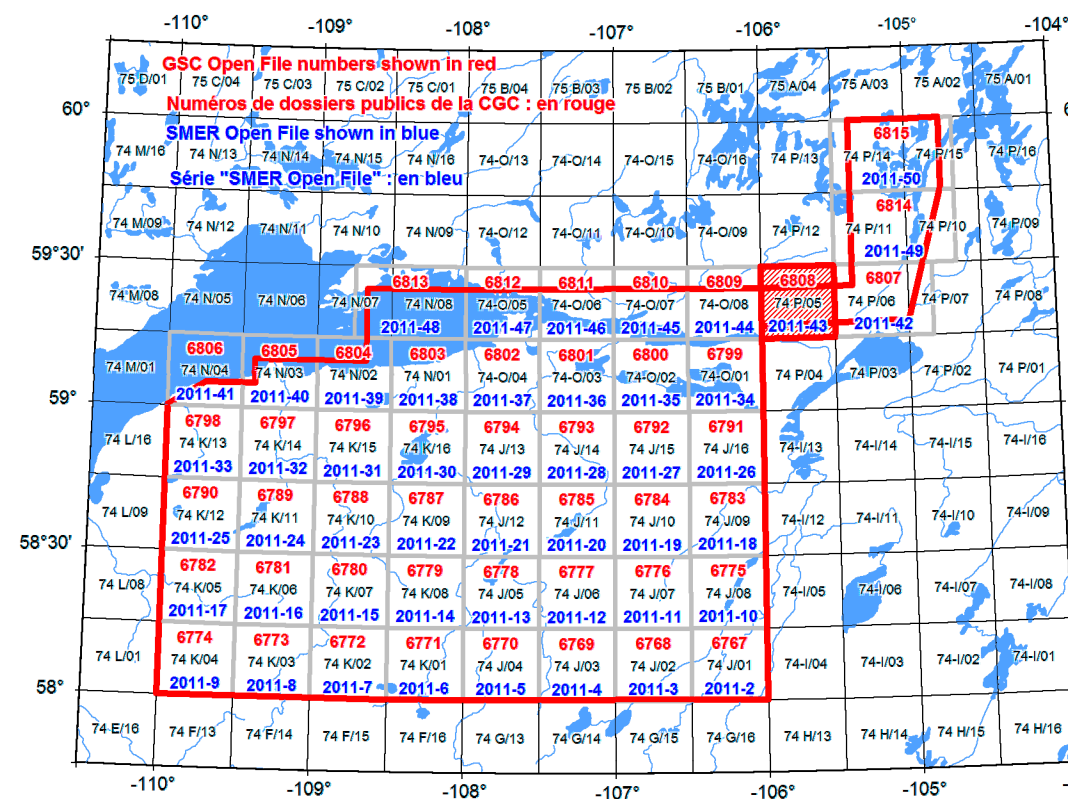 -110° -109° -108° -107° -106° -105° -104°
GSC Open File numbers shown in red
75 D/01 75 C/04 75 C/03 75 C/02 75 C/01 75 B/04 75 B/03 75 B/02 75 B/01 75 A/04 75 A/03 75 A/02 75 A/01
60° 6
Numéros de dossiers publics de la CGC : en rouge
SMER Open File shown in blue
6815
74 M/16 74 N/13 74 N/14 74 N/15 74 N/16 74-O/13 74-O/14 74-O/15 74-O/16 74 P/13 74 P/14 74 P/15 74 P/16
Série "SMER Open File" : en bleu
2011-50
6814
74 M/09 74 N/12 74 N/11 74 N/10 74 N/09 74-O/12 74-O/11 74-O/10 74-O/09 74 P/12 74 P/11 74 P/10 74 P/09
2011-49
59°30'
6813 6812 6811 6810 6809 6808 6807
74 M/08 74 N/05 74 N/06 74 N/07 74 N/08 74-O/05 74-O/06 74-O/07 74-O/08 74 P/05 74 P/06 74 P/07 74 P/08
2011-48 2011-47 2011-46 2011-45 2011-44 2011-43 2011-42
6806 6805 6804 6803 6802 6801 6800 6799
74 M/01 74 N/04 74 N/03 74 N/02 74 N/01 74-O/04 74-O/03 74-O/02 74-O/01 74 P/04 74 P/03 74 P/02 74 P/01
2011-41 2011-40 2011-39 2011-38 2011-37 2011-36 2011-35 2011-34
59°
6798 6797 6796 6795 6794 6793 6792 6791
74 L/16 74 K/13 74 K/14 74 K/15 74 K/16 74 J/13 74 J/14 74 J/15 74 J/16 74-I/13 74-I/14 74-I/15 74-I/16
2011-33 2011-32 2011-31 2011-30 2011-29 2011-28 2011-27 2011-26
6790 6789 6788 6787 6786 6785 6784 6783
74 L/09 74 K/12 74 K/11 74 K/10 74 K/09 74 J/12 74 J/11 74 J/10 74 J/09 74-I/12 74-I/11 74-I/10 74-I/09
2011-25 2011-24 2011-23 2011-22 2011-21 2011-20 2011-19 2011-18
58°30'
6782 6781 6780 6779 6778 6777 6776 6775
74 L/08 74 K/05 74 K/06 74 K/07 74 K/08 74 J/05 74 J/06 74 J/07 74 J/08 74-I/05 74-I/06 74-I/07 74-I/08
2011-17 2011-16 2011-15 2011-14 2011-13 2011-12 2011-11 2011-10
6774 6773 6772 6771 6770 6769 6768 6767
74 L/01 74 K/04 74 K/03 74 K/02 74 K/01 74 J/04 74 J/03 74 J/02 74 J/01 74-I/04 74-I/03 74-I/02 74-I/01
2011-9 2011-8 2011-7 2011-6 2011-5 2011-4 2011-3 2011-2
58°
74 E/16 74 F/13 74 F/14 74 F/15 74 F/16 74 G/13 74 G/14 74 G/15 74 G/16 74 H/13 74 H/14 74 H/15 74 H/16
-110° -109° -108° -107° -106° -105°